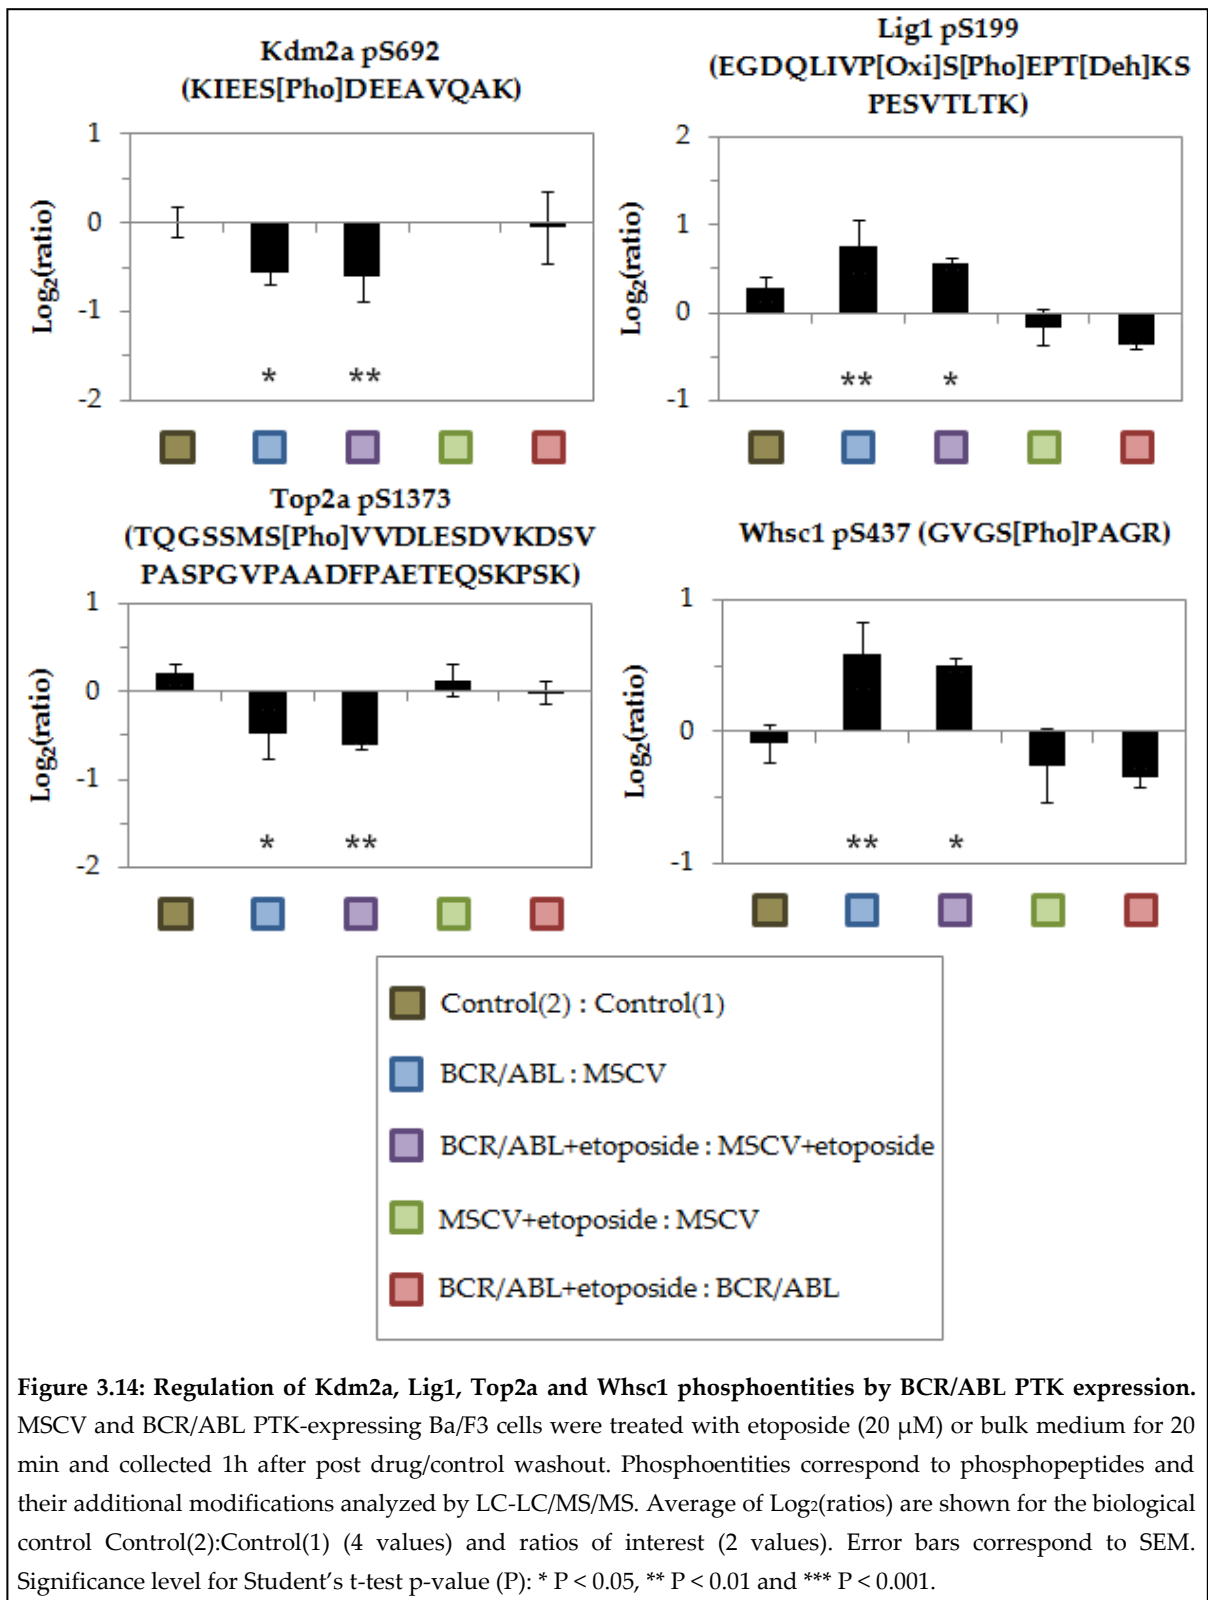 Kdm2a pS692
(KIEES[Pho]DEEAVQAK)
1
0
-1
-2
Log2(ratio)
* **
Lig1 pS199
(EGDQLIVP[Oxi]S[Pho]EPT[Deh]KS
PESVTLTK)
2
1
0
-1
Log2(ratio)
** *
Top2a pS1373
(TQGSSMS[Pho]VVDLESDVKDSV
PASPGVPAADFPAETEQSKPSK)
1
0
-1
-2
Log2(ratio)
* **
Whsc1 pS437 (GVGS[Pho]PAGR)
1
0
-1
Log2(ratio)
** *
Control(2) : Control(1)
BCR/ABL : MSCV
BCR/ABL+etoposide : MSCV+etoposide
MSCV+etoposide : MSCV
BCR/ABL+etoposide : BCR/ABL
Figure 3.14: Regulation of Kdm2a, Lig1, Top2a and Whsc1 phosphoentities by BCR/ABL PTK expression.
MSCV and BCR/ABL PTK-expressing Ba/F3 cells were treated with etoposide (20 μM) or bulk medium for 20
min and collected 1h after post drug/control washout. Phosphoentities correspond to phosphopeptides and
their additional modifications analyzed by LC-LC/MS/MS. Average of Log2(ratios) are shown for the biological
control Control(2):Control(1) (4 values) and ratios of interest (2 values). Error bars correspond to SEM.
Significance level for Student's t-test p-value (P): * P < 0.05, ** P < 0.01 and *** P < 0.001.